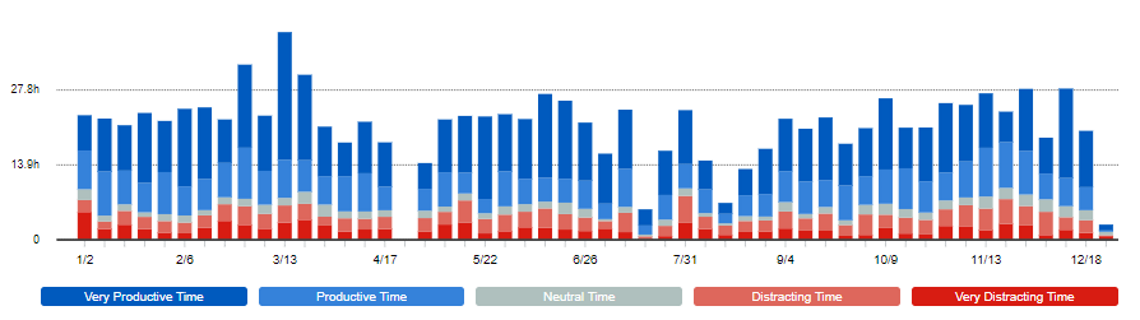 27.8h
13.9h
0
1/2 2/6 3/13 4/17 5/22 6/26 7/31 9/4 10/9 11/13 12/18
Very Productive Time Productive Time Neutral Time Distracting Time Very Distracting Time